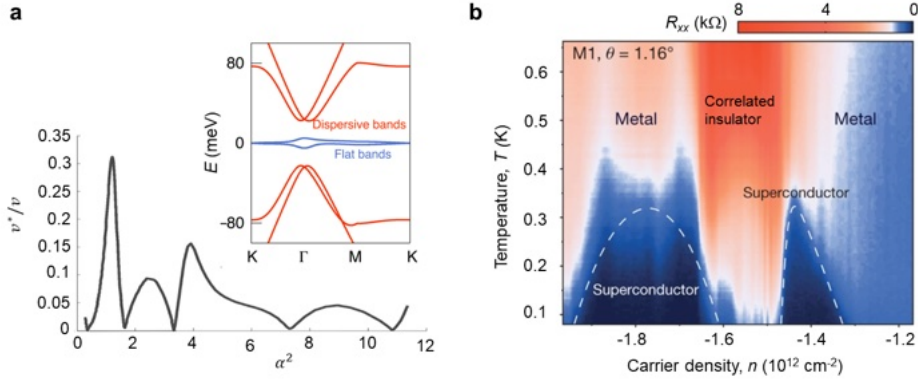 a
80
0
−80
E (meV)
Dispersive bands
Flat bands
K
Γ
M
K
0.35
0.3
0.25
0.2
0.15
0.1
0.05
0
v*/v
0
2
4
6
8
10
12
α²
b
Rxx (kΩ)
8
4
0
M1, θ = 1.16°
Metal
Correlated
insulator
Metal
Superconductor
Superconductor
0.6
0.5
0.4
0.3
0.2
0.1
Temperature, T (K)
-1.8
-1.6
-1.4
-1.2
Carrier density, n (10¹² cm⁻²)